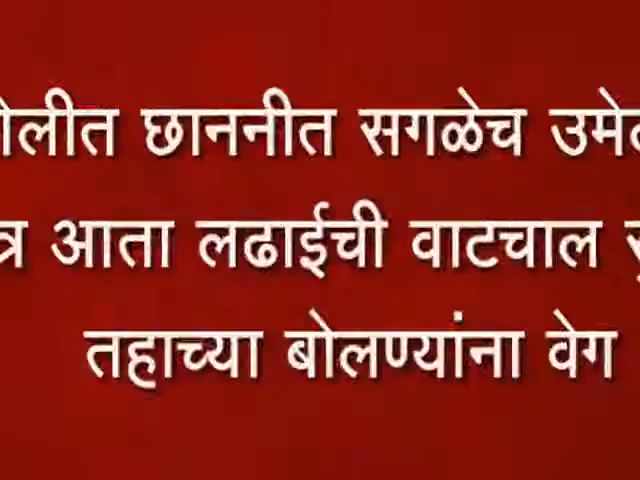 छाननीत सगळेच
आता लढाईची वाटचाल
तहाच्या बोलण्यांना वेग